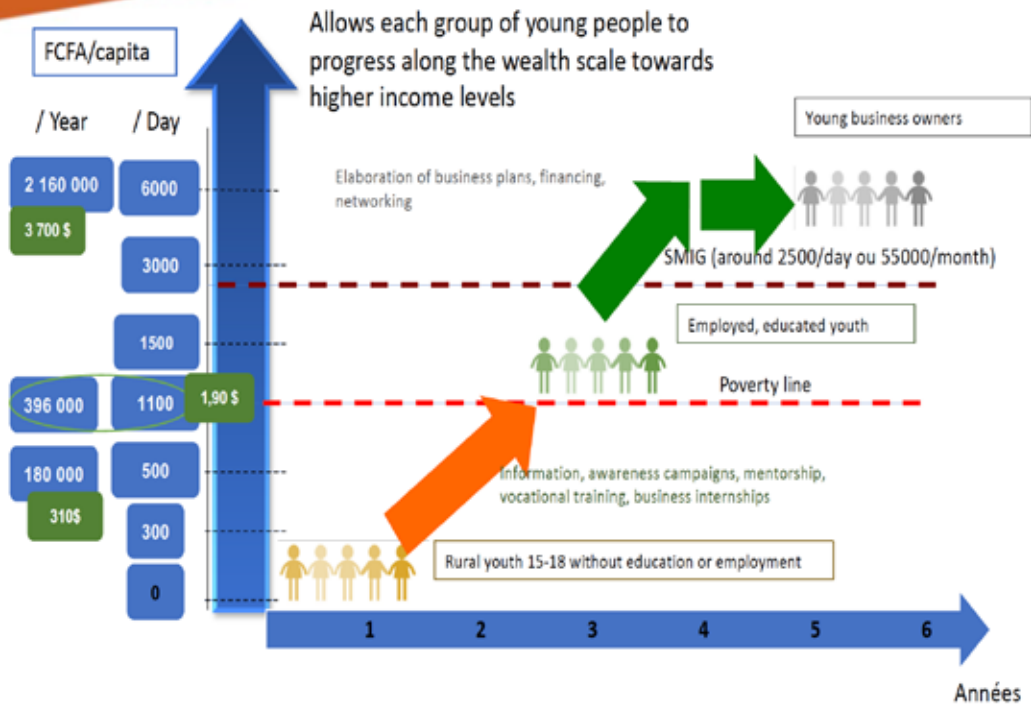 Allows each group of young people to
progress along the wealth scale towards
higher income levels
FCFA/capita
/ Year
/ Day
2 160 000
6000
3 700 $
3000
1500
396 000
1100
1,90 $
180 000
500
310$
300
0
Young business owners
Elaboration of business plans, financing,
networking
SMIG (around 2500/day ou 55000/month)
Employed, educated youth
Poverty line
Information, awareness campaigns, mentorship,
vocational training, business internships
Rural youth 15-18 without education or employment
1
2
3
4
5
6
Années